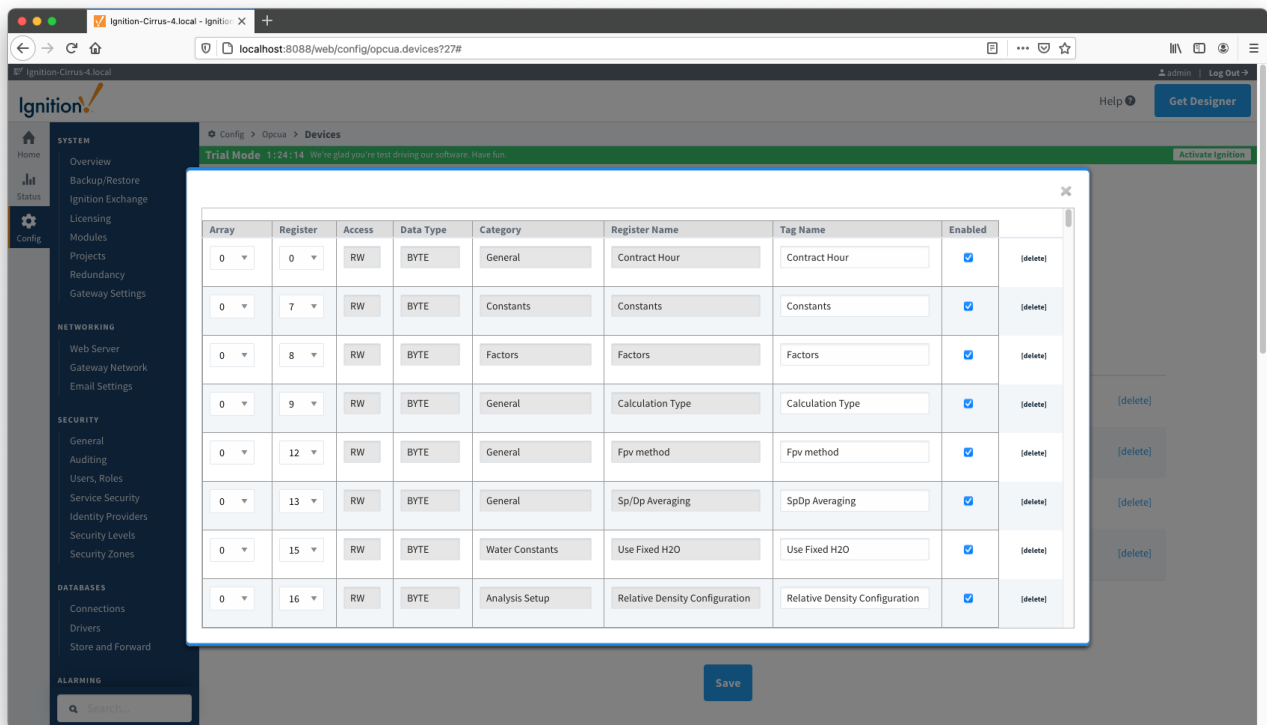 Ignition-Cirrus-4.local - Ignition
localhost:8088/web/config/opcua.devices?27#
Ignition-Cirrus-4.local
admin | Log Out
Ignition!
Help
Get Designer
Home
Status
Config
SYSTEM
Overview
Backup/Restore
Ignition Exchange
Licensing
Modules
Projects
Redundancy
Gateway Settings
NETWORKING
Web Server
Gateway Network
Email Settings
SECURITY
General
Auditing
Users, Roles
Service Security
Identity Providers
Security Levels
Security Zones
DATABASES
Connections
Drivers
Store and Forward
ALARMING
Search...
Config > Opcua > Devices
Trial Mode 1:24:14 We're glad you're test driving our software. Have fun.
Activate Ignition
Array Register Access Data Type Category Register Name Tag Name Enabled
0 0 RW BYTE General Contract Hour Contract Hour [delete]
0 7 RW BYTE Constants Constants Constants [delete]
0 8 RW BYTE Factors Factors Factors [delete]
0 9 RW BYTE General Calculation Type Calculation Type [delete]
0 12 RW BYTE General Fpv method Fpv method [delete]
0 13 RW BYTE General Sp/Dp Averaging SpDp Averaging [delete]
0 15 RW BYTE Water Constants Use Fixed H2O Use Fixed H2O [delete]
0 16 RW BYTE Analysis Setup Relative Density Configuration Relative Density Configuration [delete]
[delete]
[delete]
[delete]
[delete]
Save